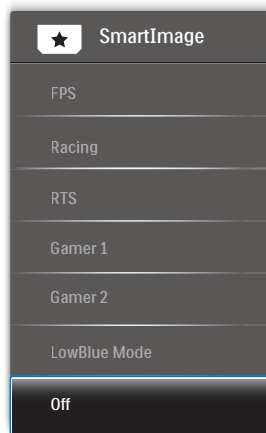 SmartImage
FPS
Racing
RTS
Gamer 1
Gamer 2
LowBlue Mode
Off